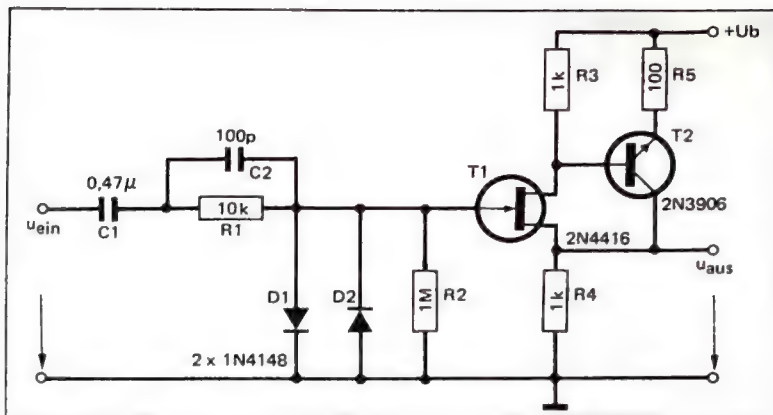 +Ub
1k
R3
100
R5
100p
C2
T2
T1
0,47µ
10k
2N3906
uein
C1
R1
2N4416
uaus
D1
D2
1M
R2
1k
R4
2 x 1N4148